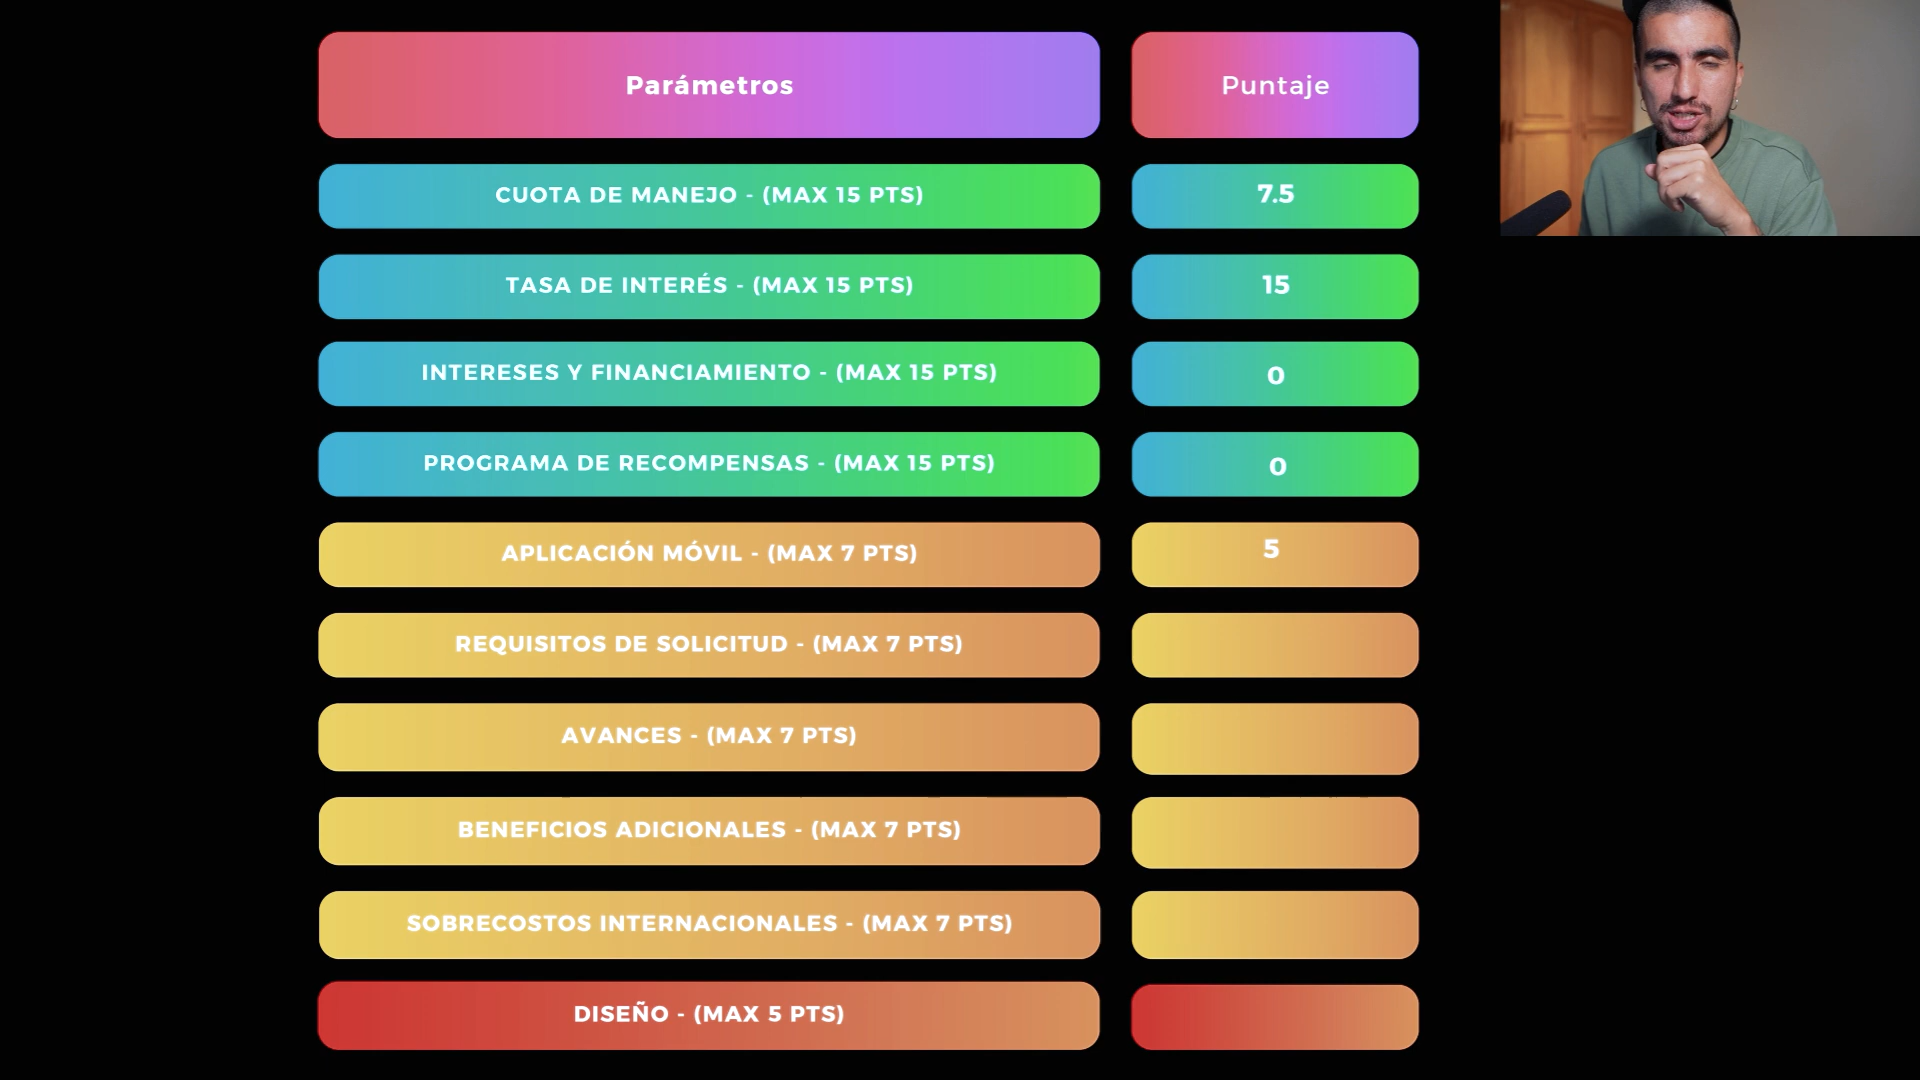 Parámetros
Puntaje
CUOTA DE MANEJO - (MAX 15 PTS)
7.5
TASA DE INTERÉS - (MAX 15 PTS)
15
INTERESES Y FINANCIAMIENTO - (MAX 15 PTS)
0
PROGRAMA DE RECOMPENSAS - (MAX 15 PTS)
0
APLICACIÓN MÓVIL - (MAX 7 PTS)
5
REQUISITOS DE SOLICITUD - (MAX 7 PTS)
AVANCES - (MAX 7 PTS)
BENEFICIOS ADICIONALES - (MAX 7 PTS)
SOBRECOSTOS INTERNACIONALES - (MAX 7 PTS)
DISEÑO - (MAX 5 PTS)